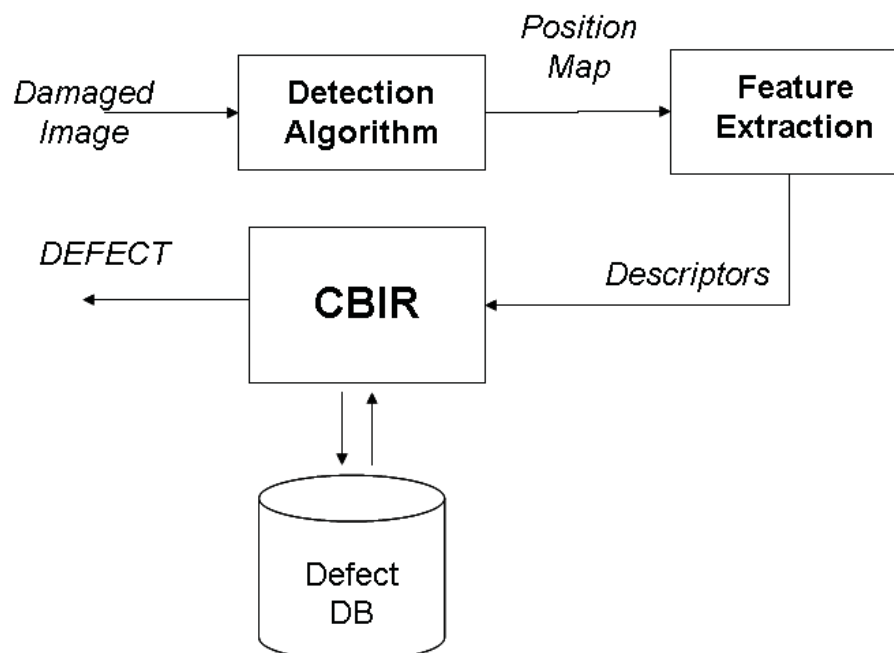 Damaged
Image
Detection
Algorithm
Position
Map
Feature
Extraction
Descriptors
CBIR
DEFECT
Defect
DB